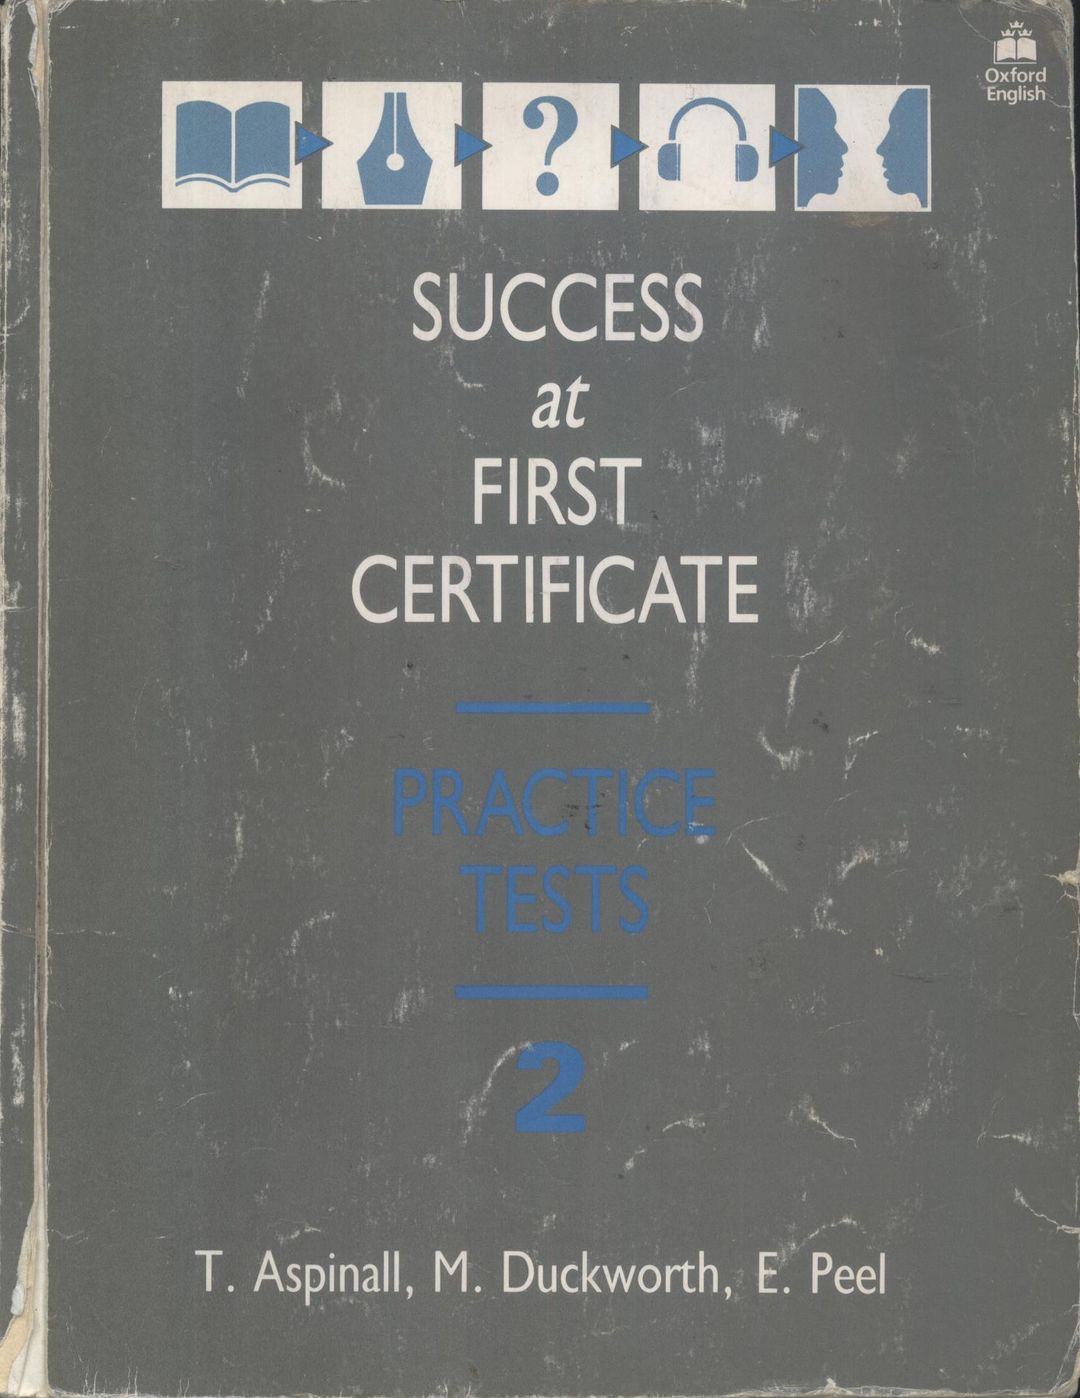 Oxford
English
?
SUCCESS
at
FIRST
CERTIFICATE
PRACTICE
TESTS
2
T. Aspinall, M. Duckworth, E. Peel